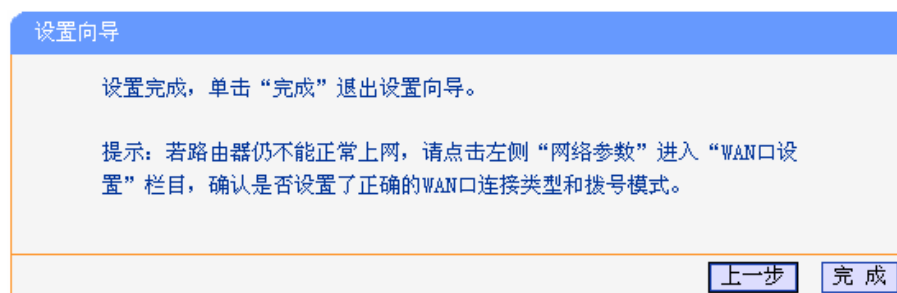 设置向导
设置完成，单击“完成”退出设置向导。
提示：若路由器仍不能正常上网，请点击左侧“网络参数”进入“WAN口设
置”栏目，确认是否设置了正确的WAN口连接类型和拨号模式。
上一步 完 成